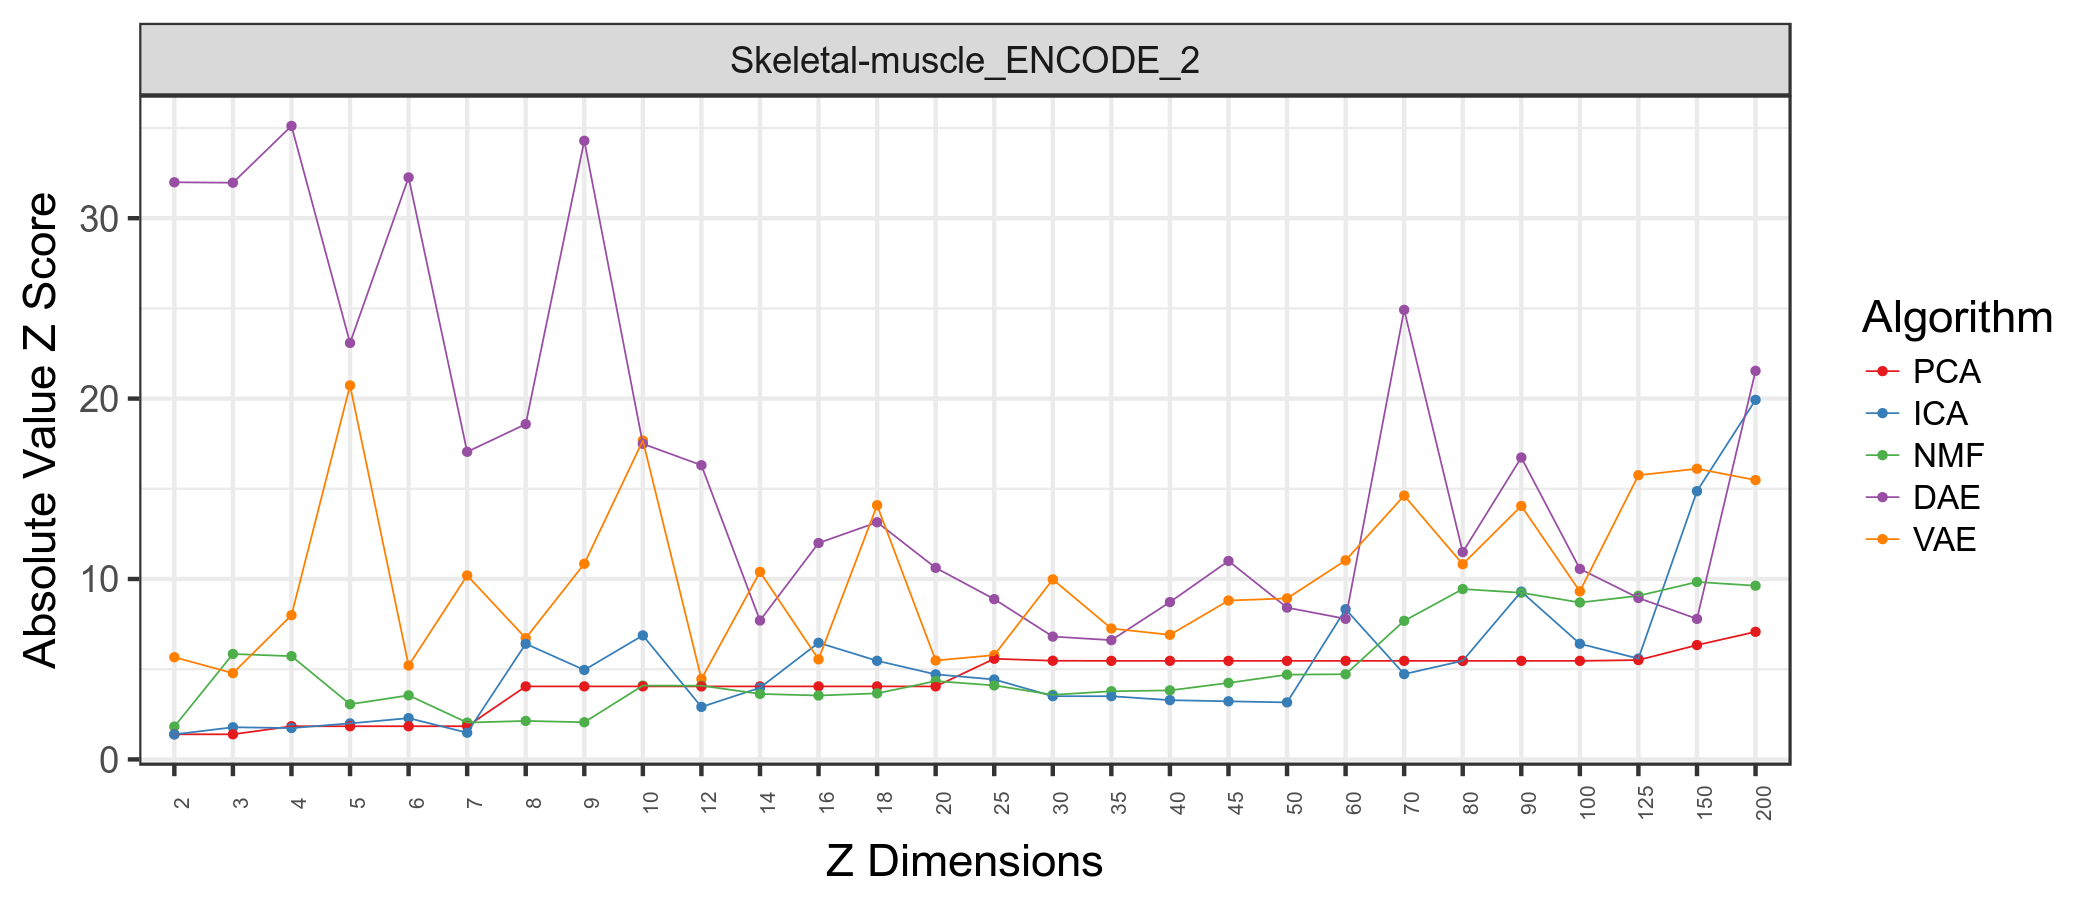 Skeletal-muscle_ENCODE_2
Absolute Value Z Score
30
20
10
0
2 3 4 5 6 7 8 9 10 12 14 16 18 20 25 30 35 40 45 50 60 70 80 90 100 125 150 200
Z Dimensions
Algorithm
PCA
ICA
NMF
DAE
VAE